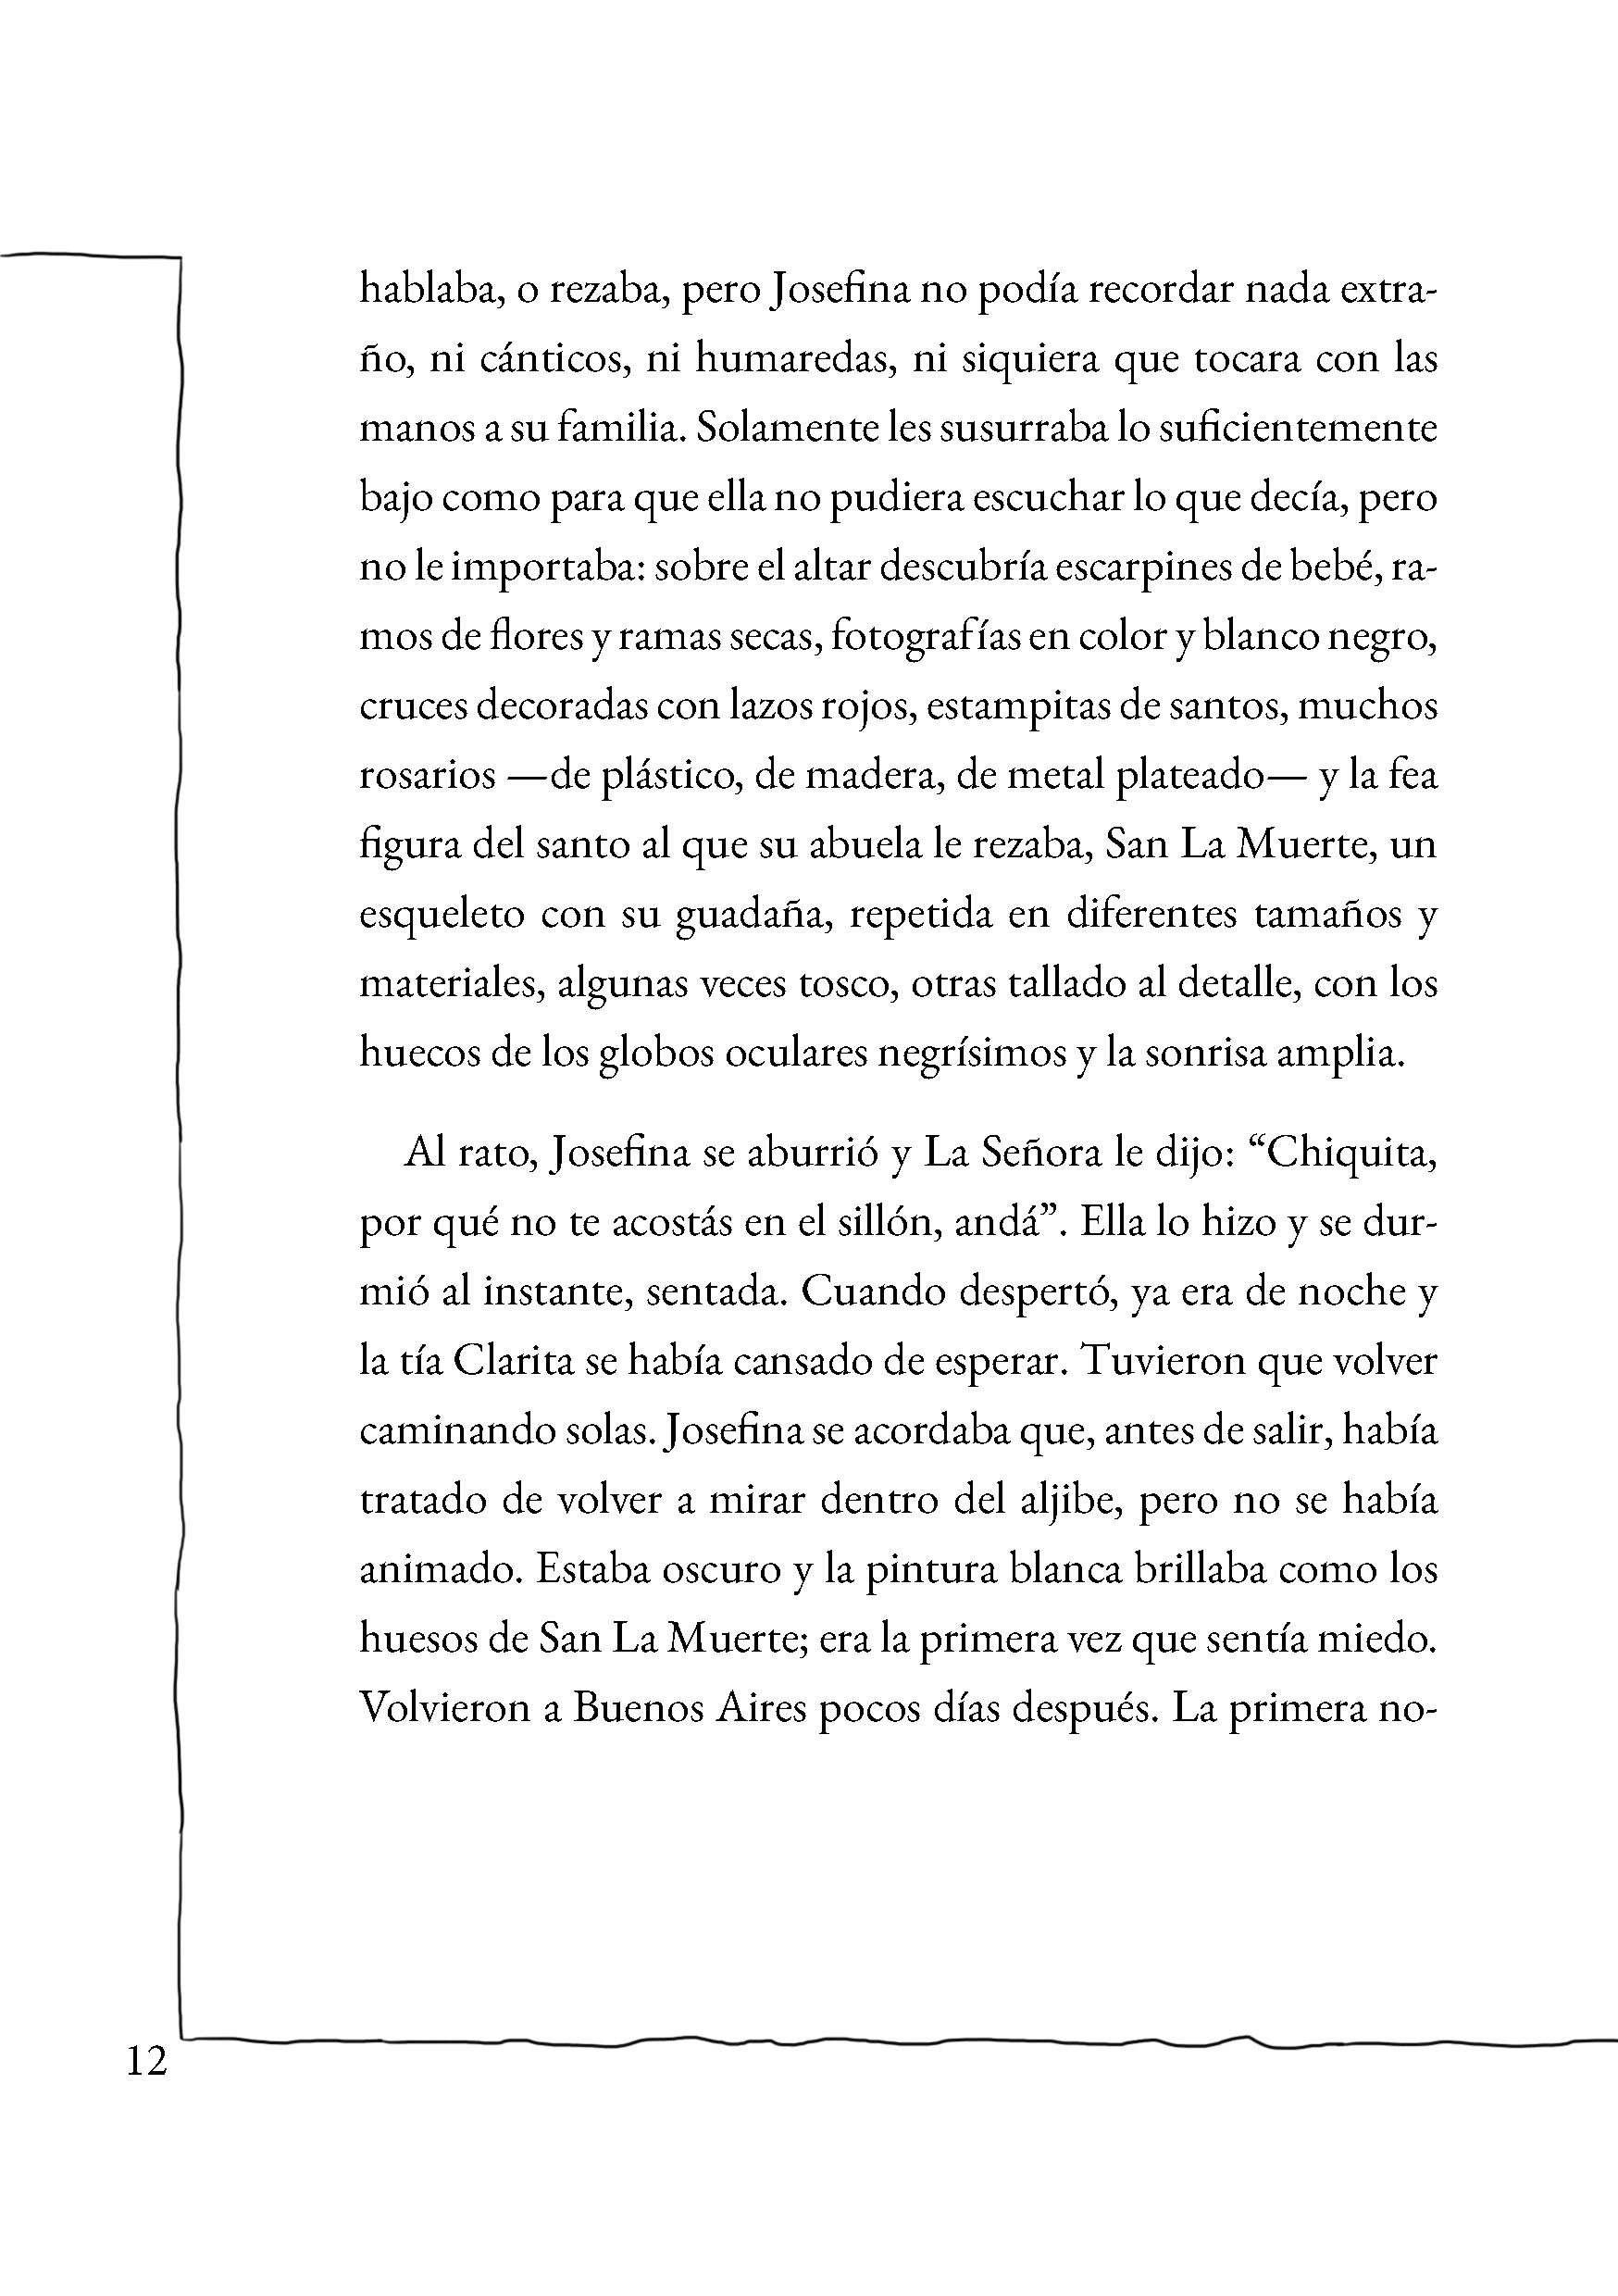 hablaba, o rezaba, pero Josefina no podía recordar nada extra-
ño, ni cánticos, ni humaredas, ni siquiera que tocara con las
manos a su familia. Solamente les susurraba lo suficientemente
bajo como para que ella no pudiera escuchar lo que decía, pero
no le importaba: sobre el altar descubría escarpines de bebé, ra-
mos de flores y ramas secas, fotografías en color y blanco negro,
cruces decoradas con lazos rojos, estampitas de santos, muchos
rosarios —de plástico, de madera, de metal plateado— y la fea
figura del santo al que su abuela le rezaba, San La Muerte, un
esqueleto con su guadaña, repetida en diferentes tamaños y
materiales, algunas veces tosco, otras tallado al detalle, con los
huecos de los globos oculares negrísimos y la sonrisa amplia.
Al rato, Josefina se aburrió y La Señora le dijo: “Chiquita,
por qué no te acostás en el sillón, andá”. Ella lo hizo y se dur-
mió al instante, sentada. Cuando despertó, ya era de noche y
la tía Clarita se había cansado de esperar. Tuvieron que volver
caminando solas. Josefina se acordaba que, antes de salir, había
tratado de volver a mirar dentro del aljibe, pero no se había
animado. Estaba oscuro y la pintura blanca brillaba como los
huesos de San La Muerte; era la primera vez que sentía miedo.
Volvieron a Buenos Aires pocos días después. La primera no-
12